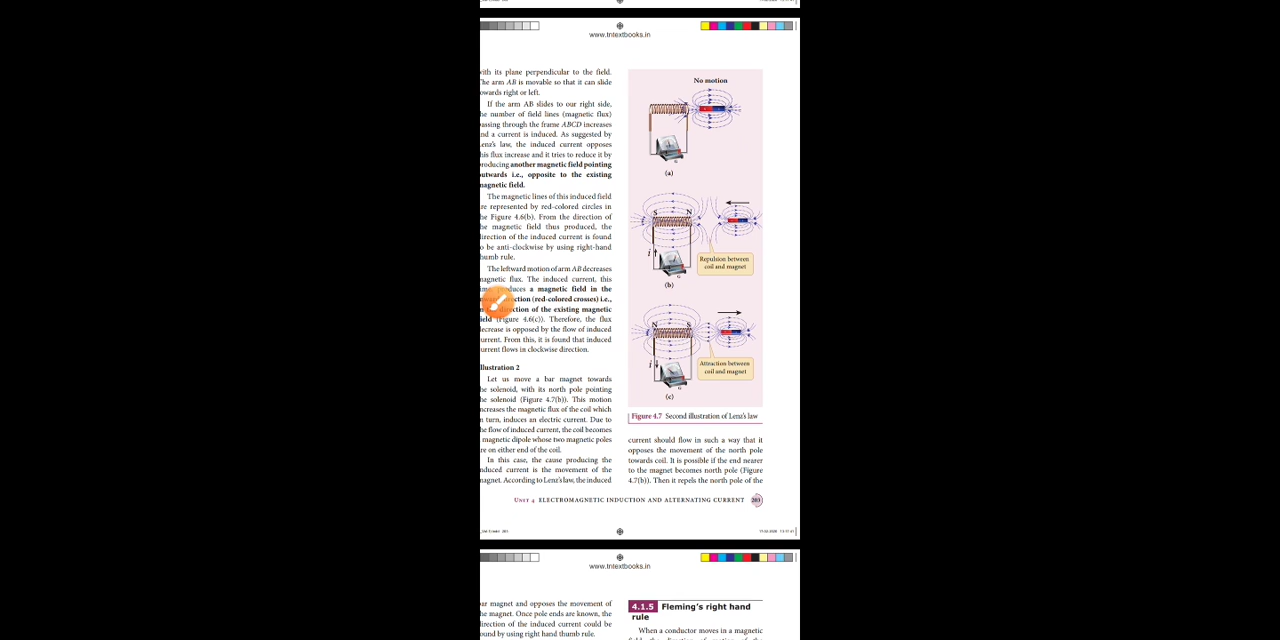 www.tntextbooks.in
with its plane perpendicular to the field.
The arm AB is movable so that it can slide
towards right or left.
If the arm AB slides to our right side,
the number of field lines (magnetic flux)
passing through the frame ABCD increases
and a current is induced. As suggested by
Lenz's law, the induced current opposes
this flux increase and it tries to reduce it by
producing another magnetic field pointing
outwards i.e., opposite to the existing
magnetic field.
The magnetic lines of this induced field
are represented by red-colored circles in
the Figure 4.6(b). From the direction of
the magnetic field thus produced, the
direction of the induced current is found
to be anti-clockwise by using right-hand
thumb rule.
The leftward motion of arm AB decreases
magnetic flux. The induced current, this
produces a magnetic field in the
direction (red-colored crosses) i.e.,
direction of the existing magnetic
field (Figure 4.6(c)). Therefore, the flux
decrease is opposed by the flow of induced
current. From this, it is found that induced
current flows in clockwise direction.
Illustration 2
Let us move a bar magnet towards
the solenoid, with its north pole pointing
the solenoid (Figure 4.7(b)). This motion
increases the magnetic flux of the coil which
in turn, induces an electric current. Due to
the flow of induced current, the coil becomes
a magnetic dipole whose two magnetic poles
are on either end of the coil.
In this case, the cause producing the
induced current is the movement of the
magnet. According to Lenz's law, the induced
No motion
G
(a)
S N
i
Repulsion between
coil and magnet
G
(b)
N S
i
Attraction between
coil and magnet
G
(c)
Figure 4.7 Second illustration of Lenz's law
current should flow in such a way that it
opposes the movement of the north pole
towards coil. It is possible if the end nearer
to the magnet becomes north pole (Figure
4.7(b)). Then it repels the north pole of the
UNIT 4 ELECTROMAGNETIC INDUCTION AND ALTERNATING CURRENT 203
www.tntextbooks.in
bar magnet and opposes the movement of
the magnet. Once pole ends are known, the
direction of the induced current could be
found by using right hand thumb rule.
4.1.5 Fleming's right hand
rule
When a conductor moves in a magnetic